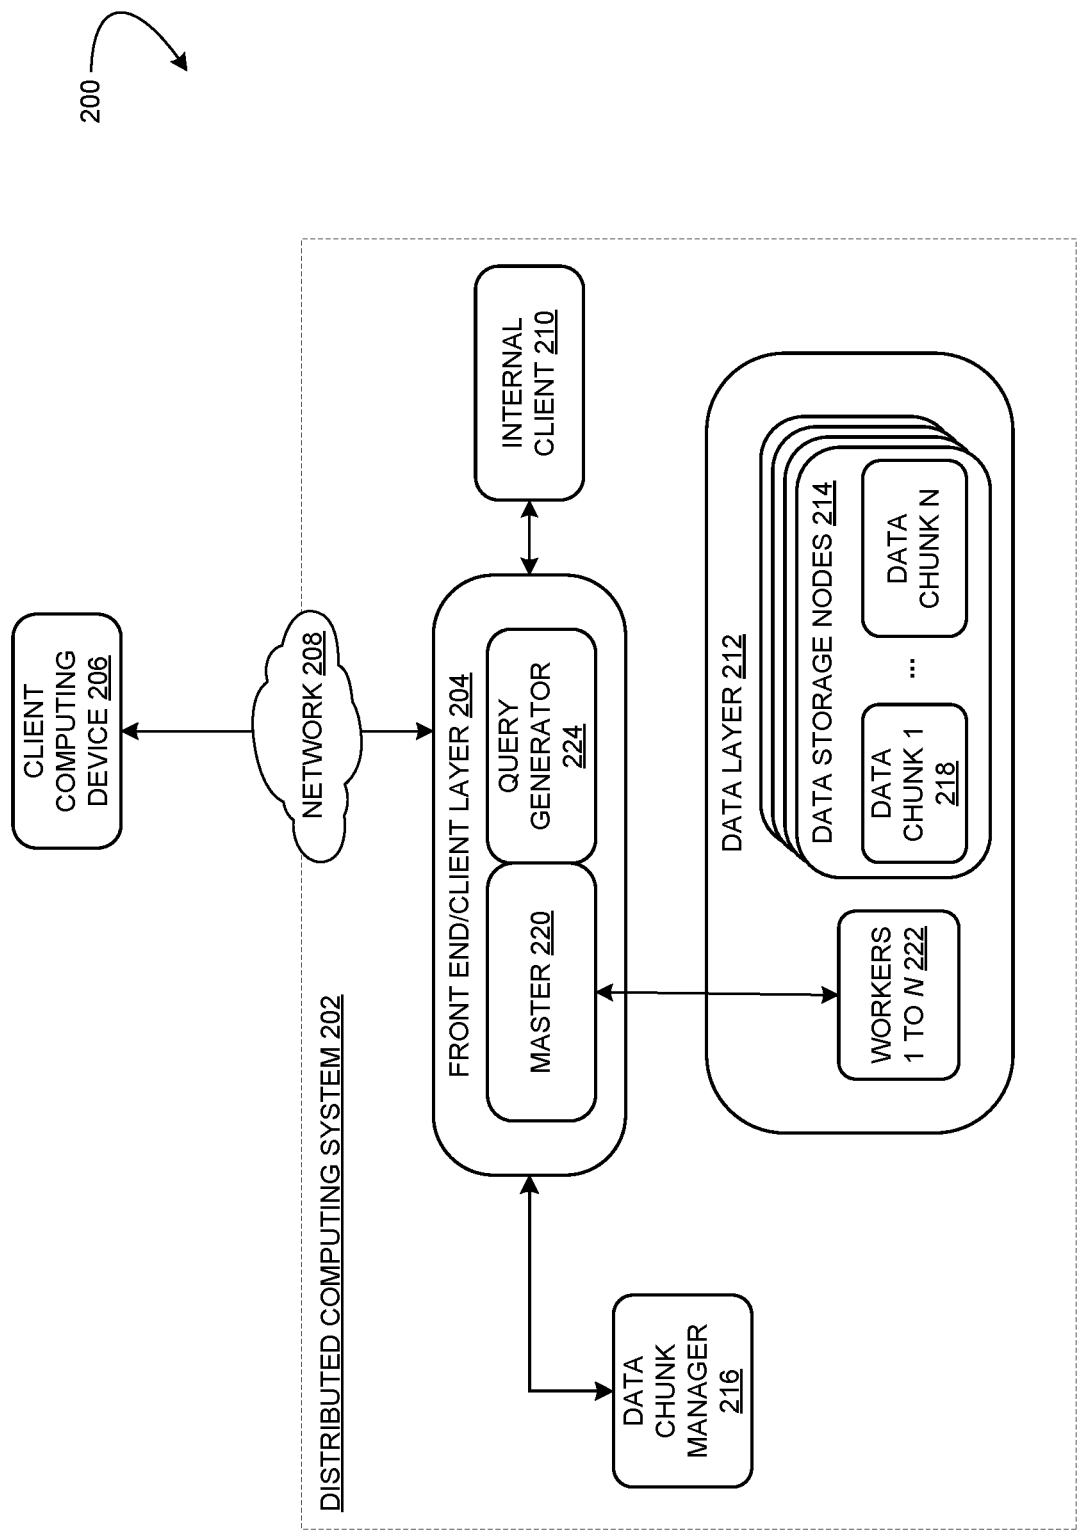 200
CLIENT
COMPUTING
DEVICE 206
NETWORK 208
DISTRIBUTED COMPUTING SYSTEM 202
FRONT END/CLIENT LAYER 204
MASTER 220
QUERY
GENERATOR
224
INTERNAL
CLIENT 210
DATA CHUNK
MANAGER
216
DATA LAYER 212
WORKERS
1 TO N 222
DATA STORAGE NODES 214
DATA
CHUNK 1
218
...
DATA
CHUNK N